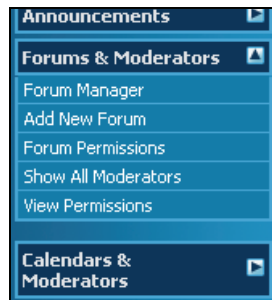 Announcements
Forums & Moderators
Forum Manager
Add New Forum
Forum Permissions
Show All Moderators
View Permissions
Calendars &
Moderators